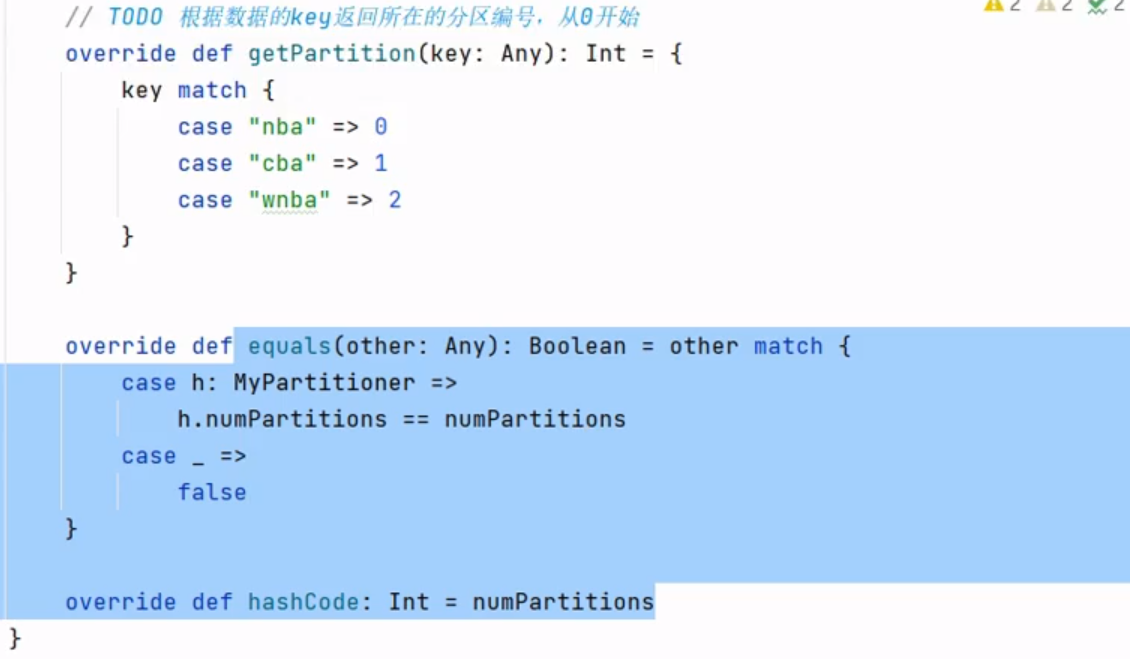 2 2 2
// TODO 根据数据的key返回所在的分区编号，从0开始
override def getPartition(key: Any): Int = {
    key match {
        case "nba" => 0
        case "cba" => 1
        case "wnba" => 2
    }
}
override def equals(other: Any): Boolean = other match {
    case h: MyPartitioner =>
        h.numPartitions == numPartitions
    case _ =>
        false
}
override def hashCode: Int = numPartitions
}